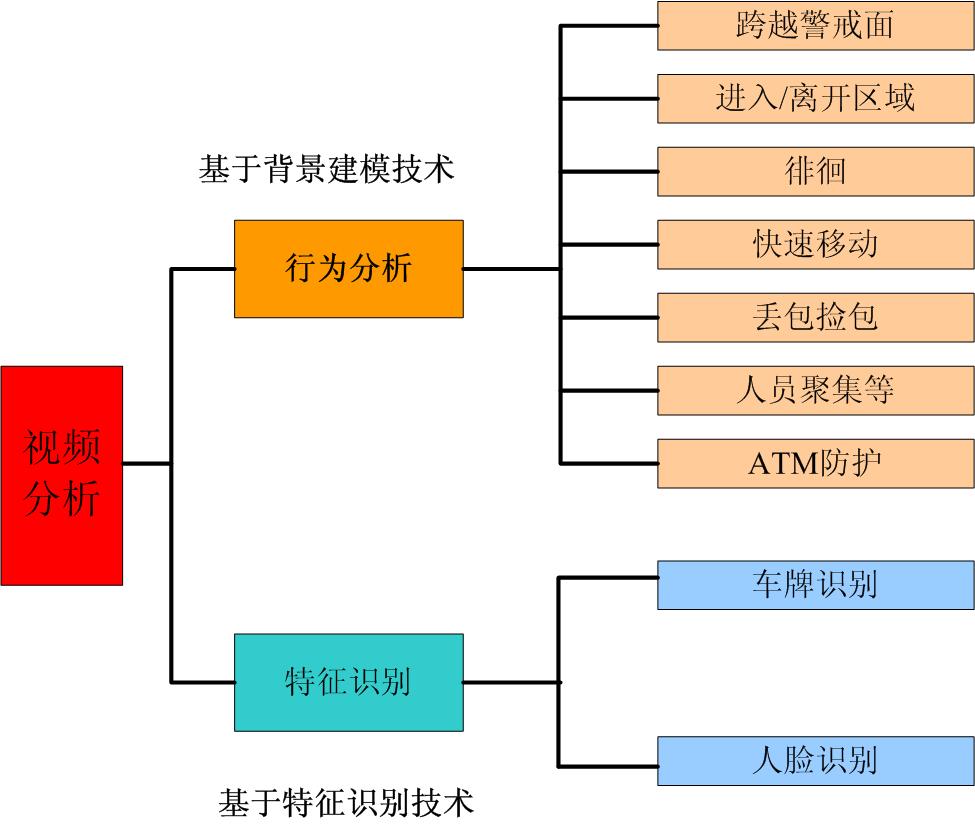 跨越警戒面
进入/离开区域
基于背景建模技术
徘徊
行为分析
快速移动
丢包捡包
人员聚集等
视频
分析
ATM防护
车牌识别
特征识别
人脸识别
基于特征识别技术